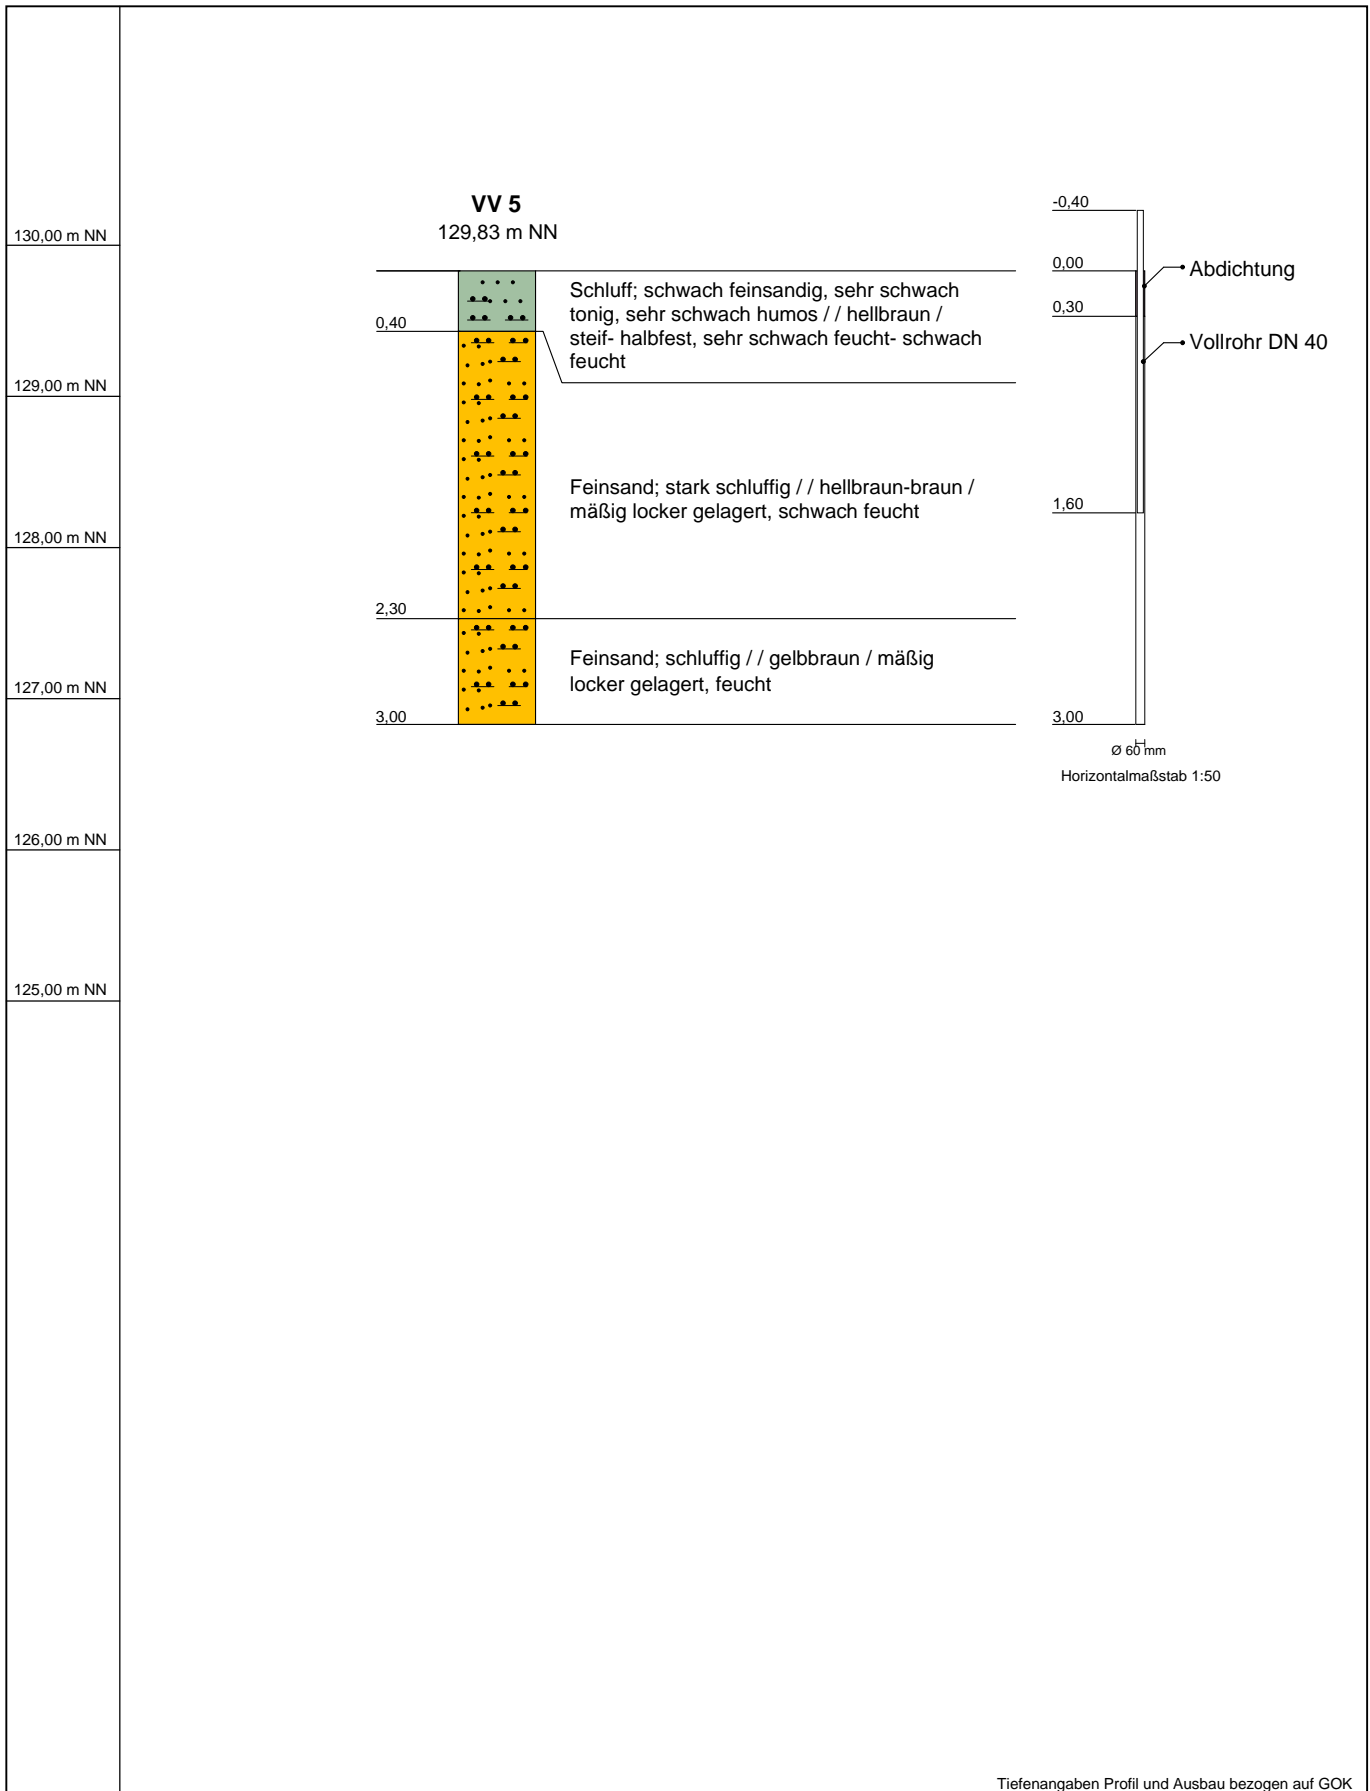 130,00 m NN
129,00 m NN
128,00 m NN
127,00 m NN
126,00 m NN
125,00 m NN
VV 5
129,83 m NN
0,40
2,30
3,00
Schluff; schwach feinsandig, sehr schwach
tonig, sehr schwach humos / / hellbraun /
steif- halbfest, sehr schwach feucht- schwach
feucht
Feinsand; stark schluffig / / hellbraun-braun /
mäßig locker gelagert, schwach feucht
Feinsand; schluffig / / gelbbraun / mäßig
locker gelagert, feucht
-0,40
0,00
0,30
1,60
3,00
Abdichtung
Vollrohr DN 40
Ø 60 mm
Horizontalmaßstab 1:50
Tiefenangaben Profil und Ausbau bezogen auf GOK